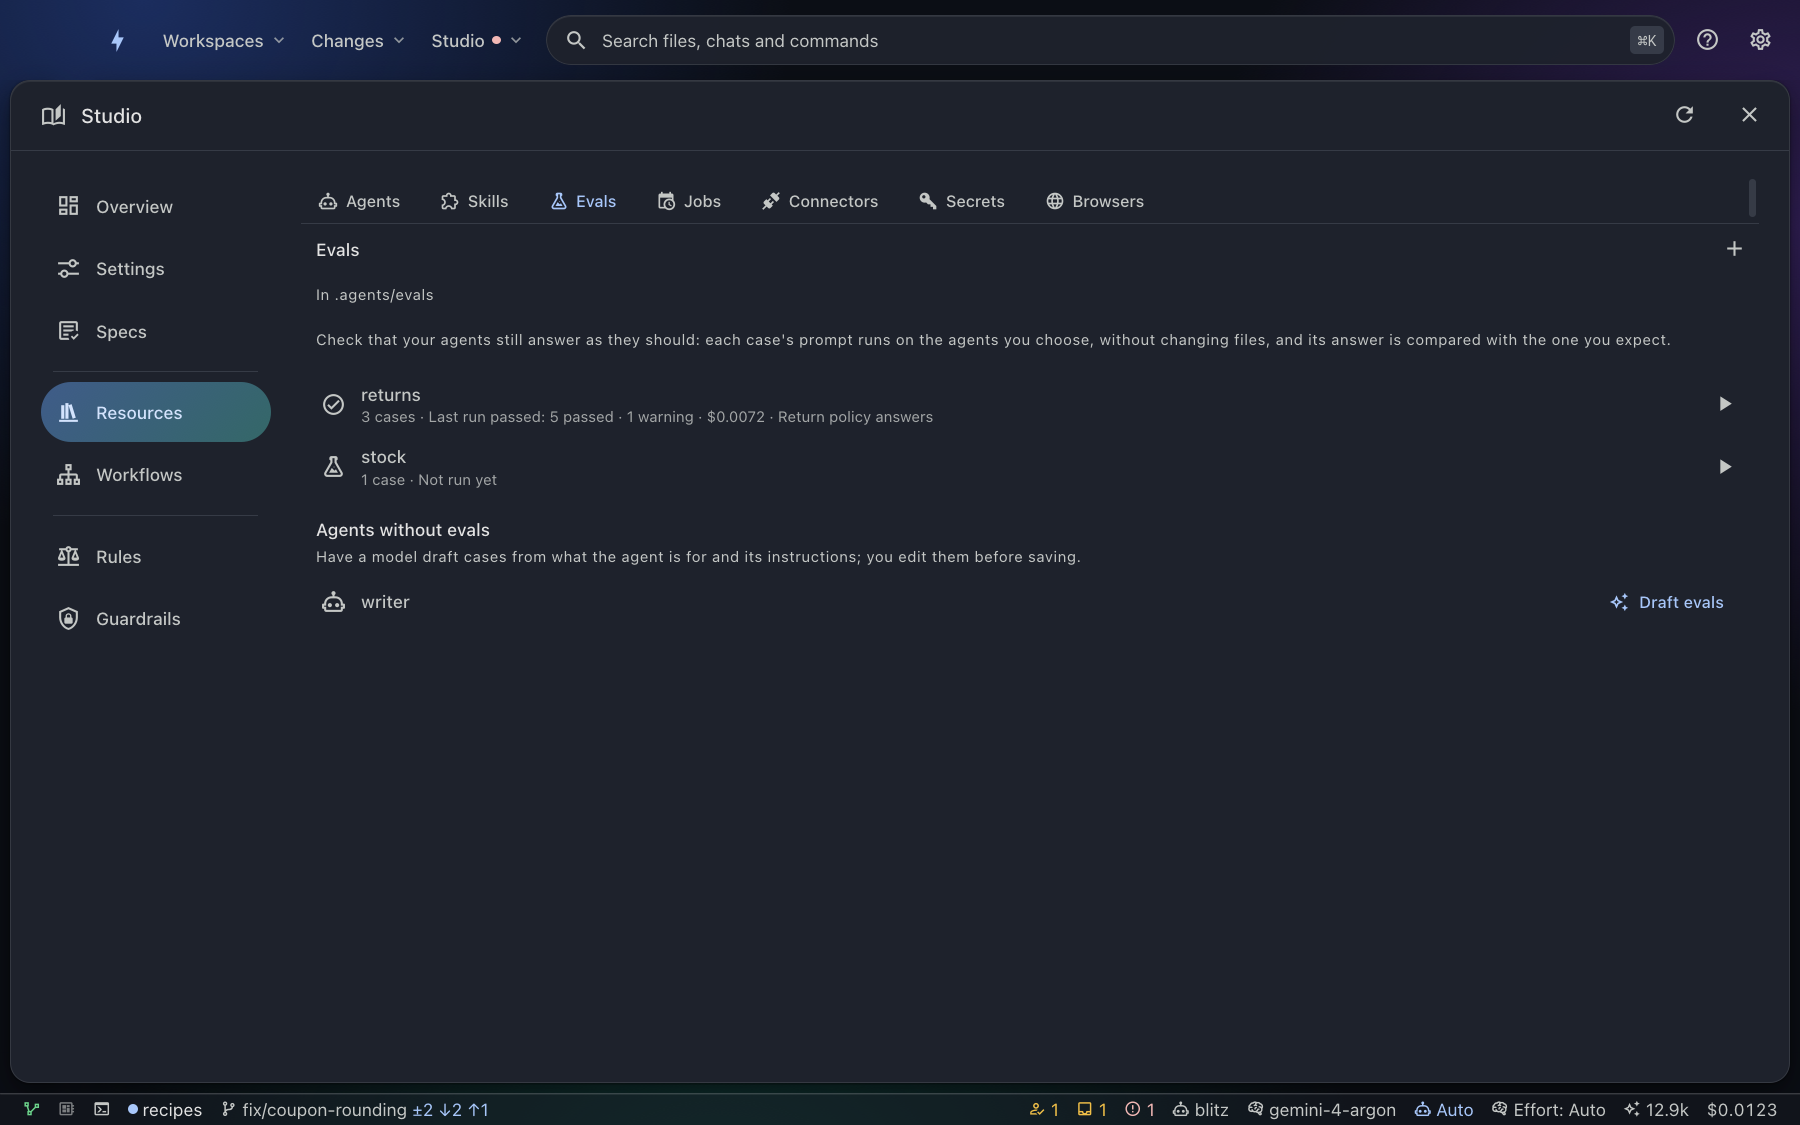 Workspaces
Changes
Studio
Search files, chats and commands
⌘K
Studio
Overview
Settings
Specs
Resources
Workflows
Rules
Guardrails
Agents
Skills
Evals
Jobs
Connectors
Secrets
Browsers
Evals
In .agents/evals
Check that your agents still answer as they should: each case's prompt runs on the agents you choose, without changing files, and its answer is compared with the one you expect.
returns
3 cases · Last run passed: 5 passed · 1 warning · $0.0072 · Return policy answers
stock
1 case · Not run yet
Agents without evals
Have a model draft cases from what the agent is for and its instructions; you edit them before saving.
writer
Draft evals
recipes
fix/coupon-rounding ±2 ↓2 ↑1
1
1
1
blitz
gemini-4-argon
Auto
Effort: Auto
12.9k
$0.0123